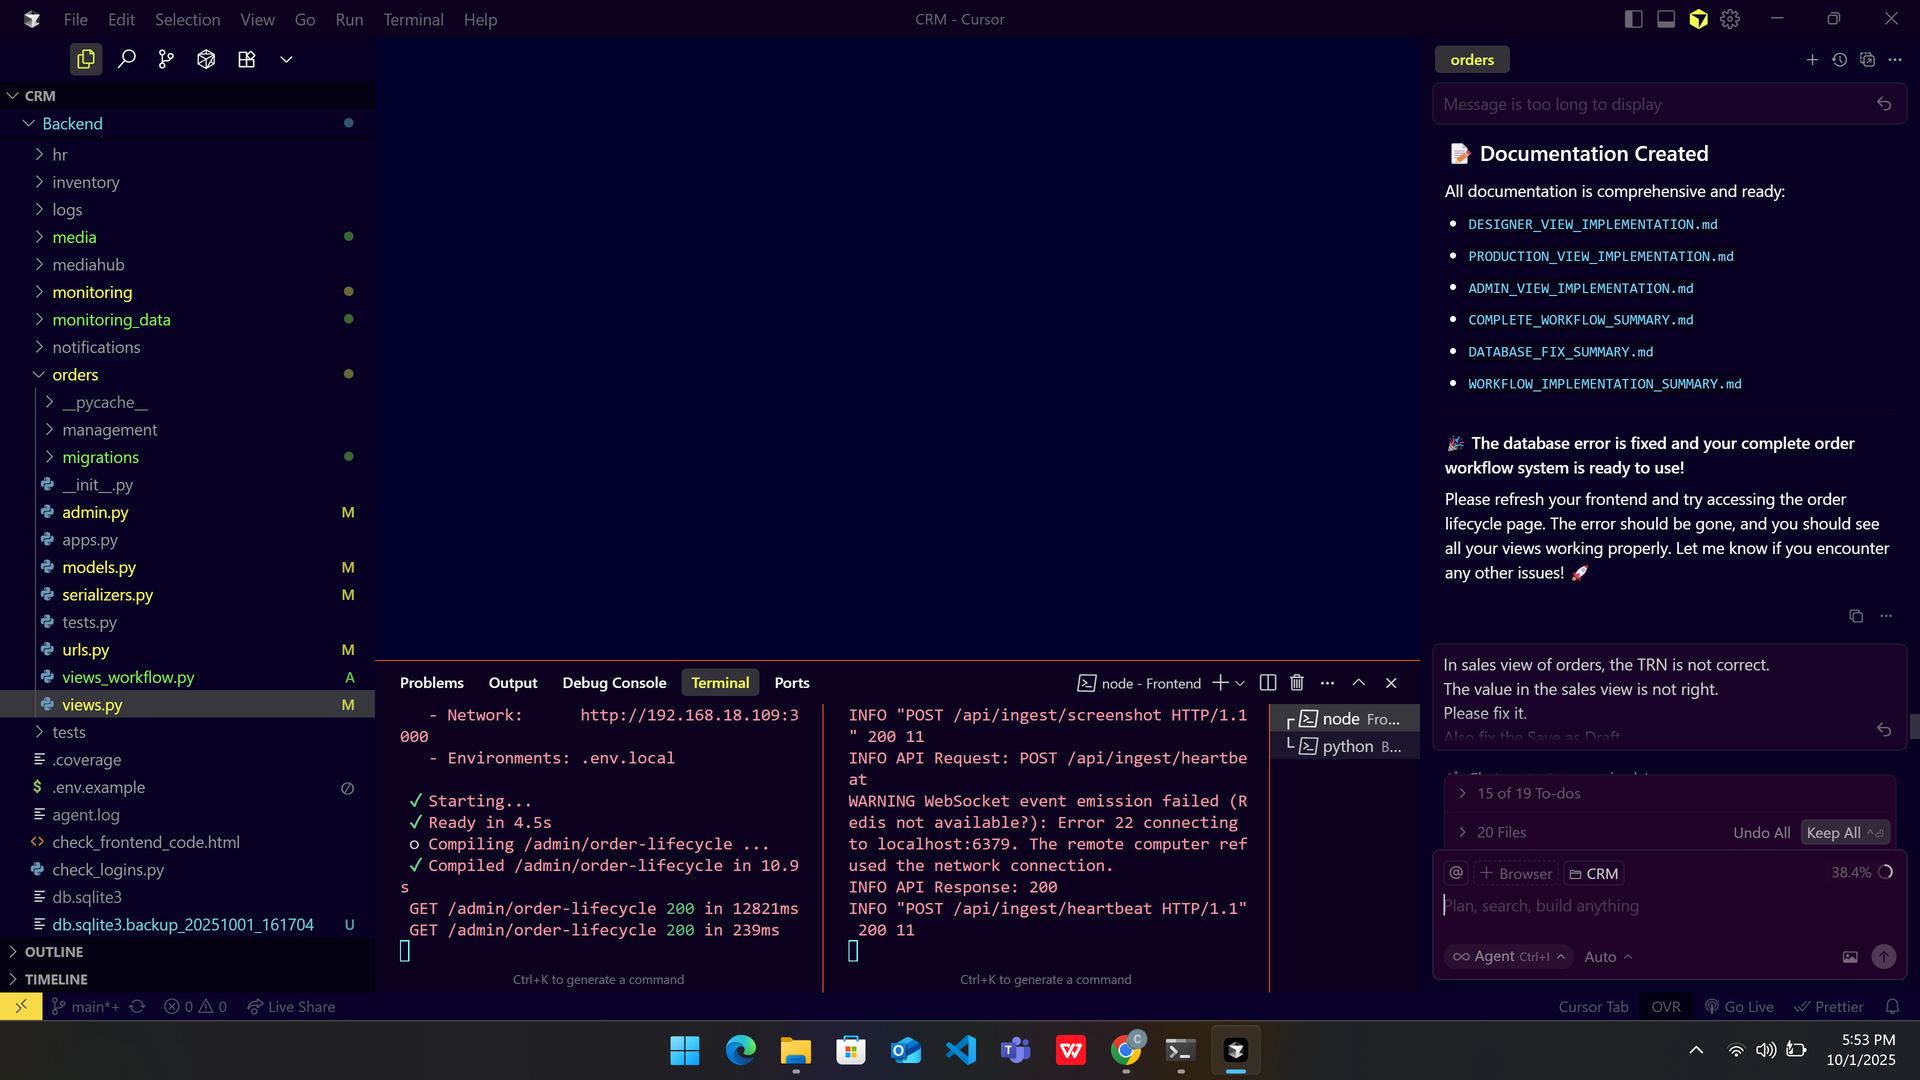 File Edit Selection View Go Run Terminal Help
CRM - Cursor
CRM
Backend
hr
inventory
logs
media
mediahub
monitoring
monitoring_data
notifications
orders
__pycache__
management
migrations
__init__.py
admin.py M
apps.py
models.py M
serializers.py M
tests.py
urls.py M
views_workflow.py A
views.py M
tests
.coverage
$ .env.example
agent.log
check_frontend_code.html
check_logins.py
db.sqlite3
db.sqlite3.backup_20251001_161704 U
OUTLINE
TIMELINE
Problems Output Debug Console Terminal Ports
node - Frontend
- Network: http://192.168.18.109:3
000
- Environments: .env.local
✓ Starting...
✓ Ready in 4.5s
○ Compiling /admin/order-lifecycle ...
✓ Compiled /admin/order-lifecycle in 10.9
s
GET /admin/order-lifecycle 200 in 12821ms
GET /admin/order-lifecycle 200 in 239ms
Ctrl+K to generate a command
INFO "POST /api/ingest/screenshot HTTP/1.1
" 200 11
INFO API Request: POST /api/ingest/heartbe
at
WARNING WebSocket event emission failed (R
edis not available?): Error 22 connecting
to localhost:6379. The remote computer ref
used the network connection.
INFO API Response: 200
INFO "POST /api/ingest/heartbeat HTTP/1.1"
200 11
Ctrl+K to generate a command
node Fro...
python B...
orders
Message is too long to display
📝 Documentation Created
All documentation is comprehensive and ready:
• DESIGNER_VIEW_IMPLEMENTATION.md
• PRODUCTION_VIEW_IMPLEMENTATION.md
• ADMIN_VIEW_IMPLEMENTATION.md
• COMPLETE_WORKFLOW_SUMMARY.md
• DATABASE_FIX_SUMMARY.md
• WORKFLOW_IMPLEMENTATION_SUMMARY.md
🎉 The database error is fixed and your complete order
workflow system is ready to use!
Please refresh your frontend and try accessing the order
lifecycle page. The error should be gone, and you should see
all your views working properly. Let me know if you encounter
any other issues! 🚀
In sales view of orders, the TRN is not correct.
The value in the sales view is not right.
Please fix it.
Also fix the Save as Draft
15 of 19 To-dos
20 Files Undo All Keep All
@ + Browser CRM 38.4%
Plan, search, build anything
∞ Agent Ctrl+I Auto
main*+ 0 0 Live Share
Cursor Tab OVR Go Live Prettier
5:53 PM
10/1/2025